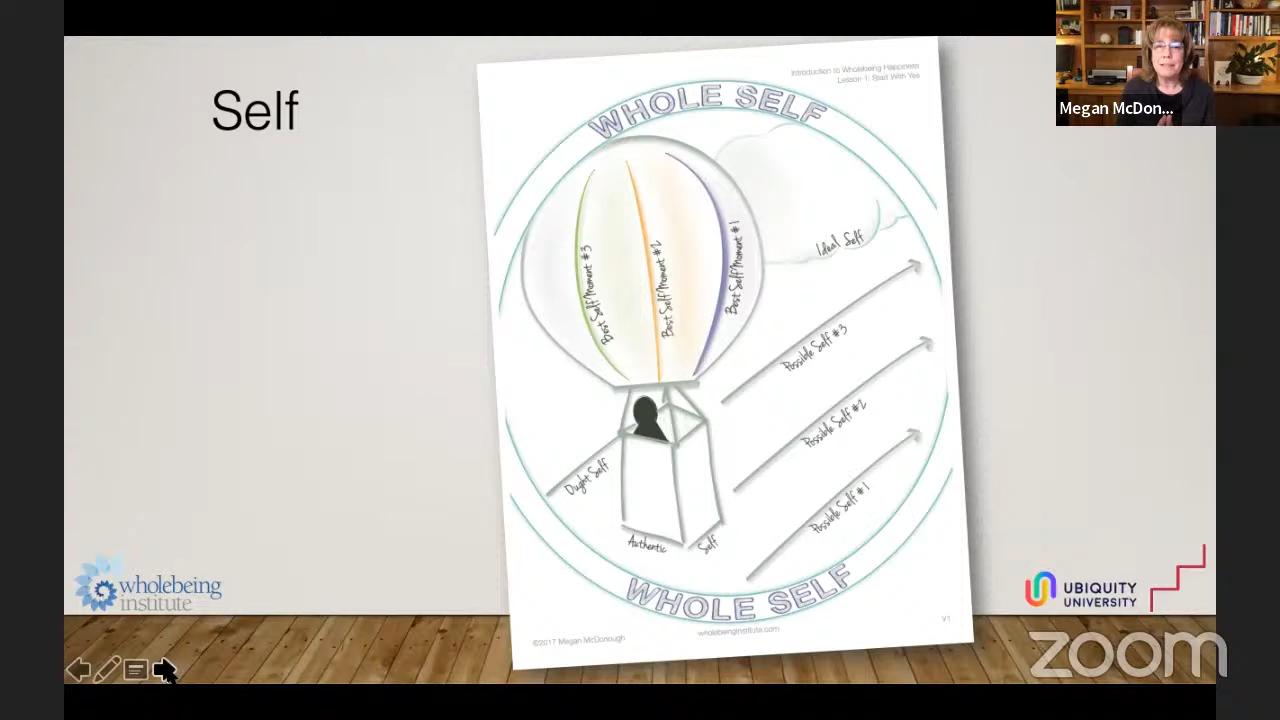 Self
Megan McDon...
Introduction to Wholebeing Happiness
Lesson 1: Start With Yes
WHOLE SELF
Best Self Moment #3
Best Self Moment #2
Best Self Moment #1
Ideal Self
Possible Self #3
Possible Self #2
Possible Self #1
Ought Self
Authentic Self
WHOLE SELF
©2017 Megan McDonough
wholebeinginstitute.com
V1
wholebeing
institute
UBIQUITY
UNIVERSITY
zoom